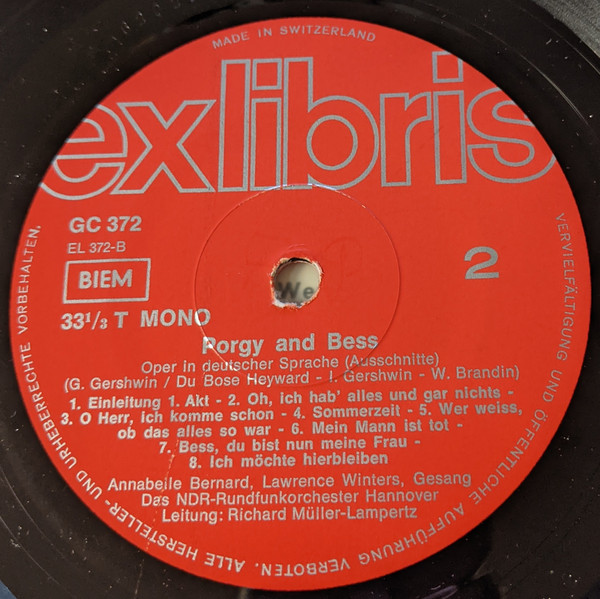 MADE IN SWITZERLAND
exlibris
GC 372
EL 372-B
BIEM
2
33¹/₃ T MONO
We
Porgy and Bess
Oper in deutscher Sprache (Ausschnitte)
(G. Gershwin / Du Bose Heyward - I. Gershwin - W. Brandin)
1. Einleitung 1. Akt - 2. Oh, ich hab' alles und gar nichts -
3. O Herr, ich komme schon - 4. Sommerzeit - 5. Wer weiss,
ob das alles so war - 6. Mein Mann ist tot -
7. Bess, du bist nun meine Frau -
8. Ich möchte hierbleiben
Annabelle Bernard, Lawrence Winters, Gesang
Das NDR-Rundfunkorchester Hannover
Leitung: Richard Müller-Lampertz
ALLE HERSTELLER- UND URHEBERRECHTE VORBEHALTEN.
VERVIELFÄLTIGUNG UND ÖFFENTLICHE AUFFÜHRUNG VERBOTEN.